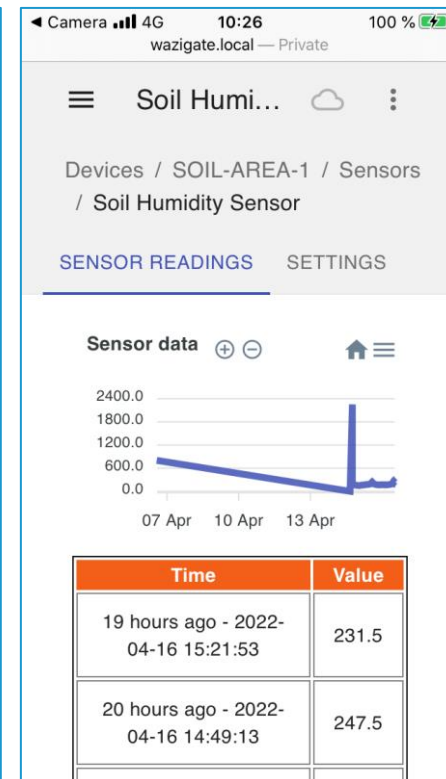 ◀ Camera 4G 10:26 100 %
wazigate.local — Private
Soil Humi...
Devices / SOIL-AREA-1 / Sensors
/ Soil Humidity Sensor
SENSOR READINGS SETTINGS
Sensor data
2400.0
1800.0
1200.0
600.0
0.0
07 Apr 10 Apr 13 Apr
Time Value
19 hours ago - 2022-
04-16 15:21:53
231.5
20 hours ago - 2022-
04-16 14:49:13
247.5